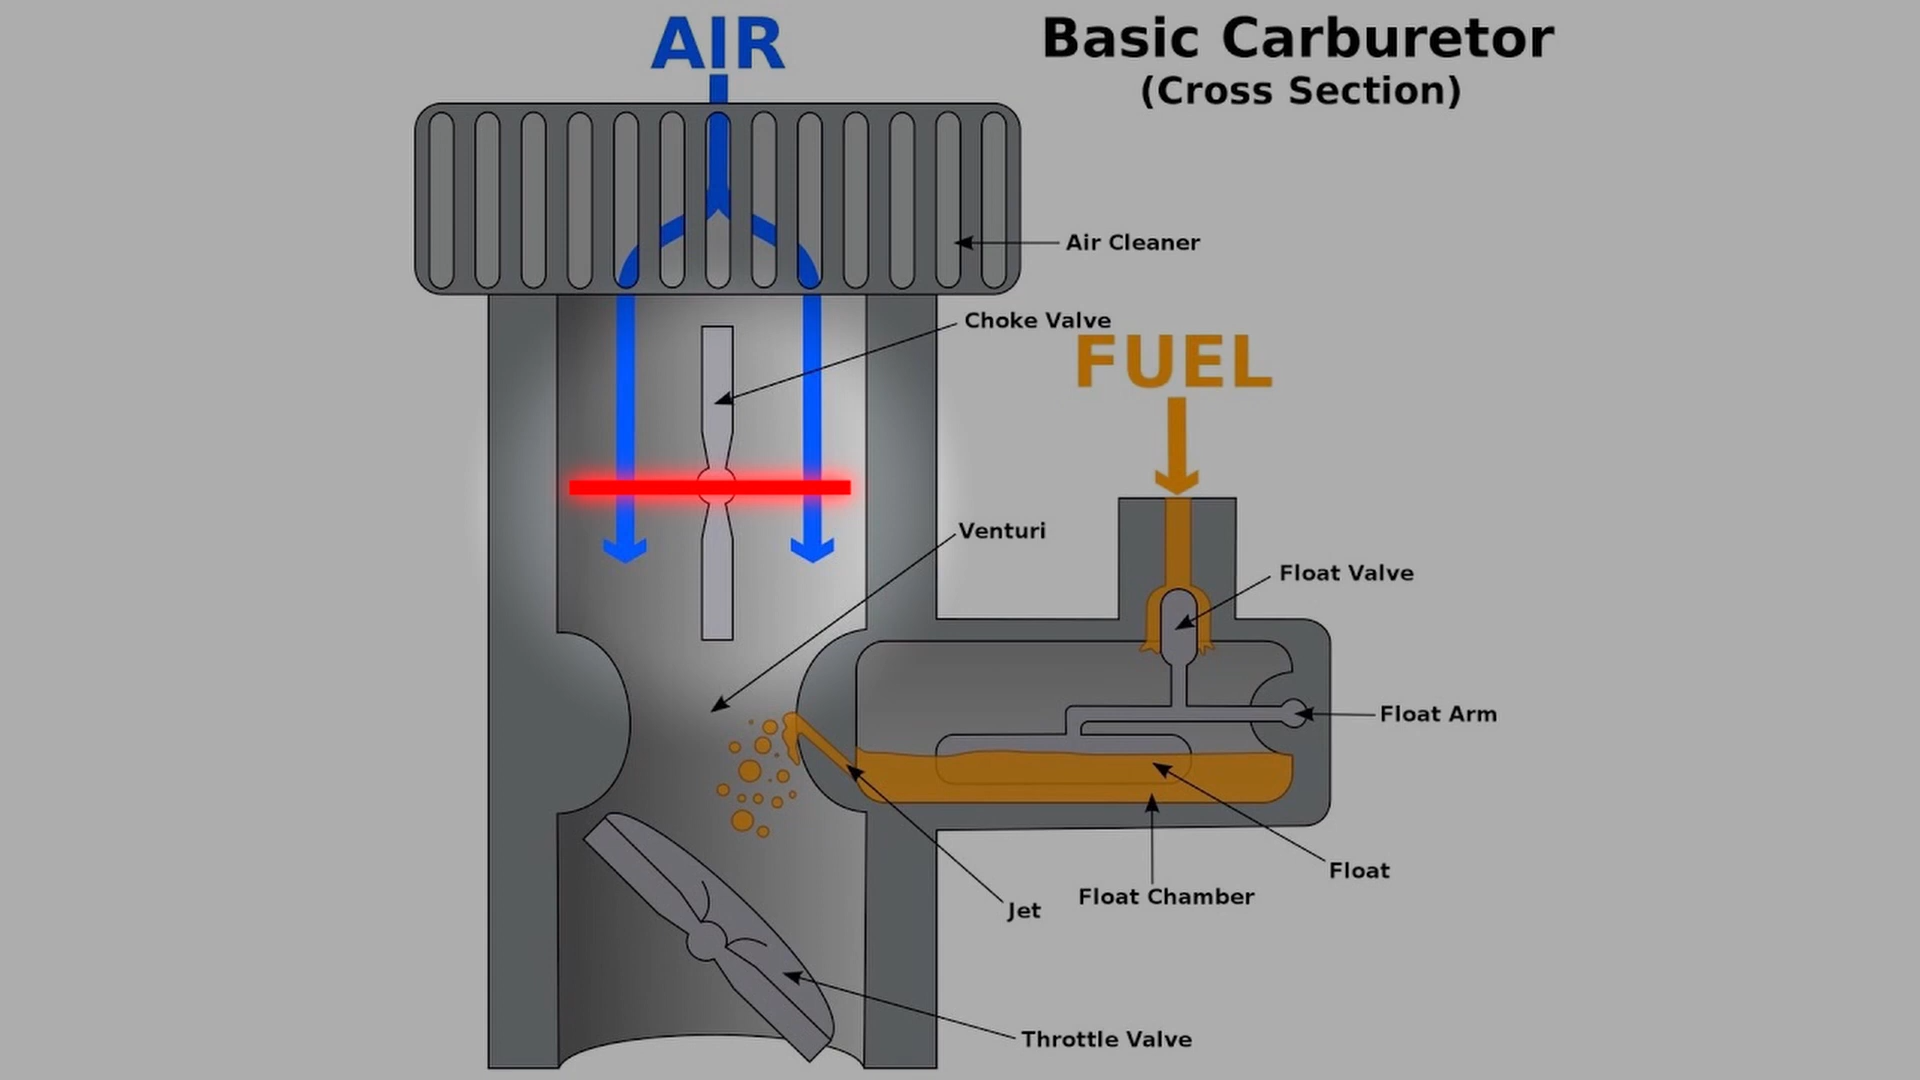 AIR
Basic Carburetor
(Cross Section)
Air Cleaner
Choke Valve
FUEL
Venturi
Float Valve
Float Arm
Float
Float Chamber
Jet
Throttle Valve